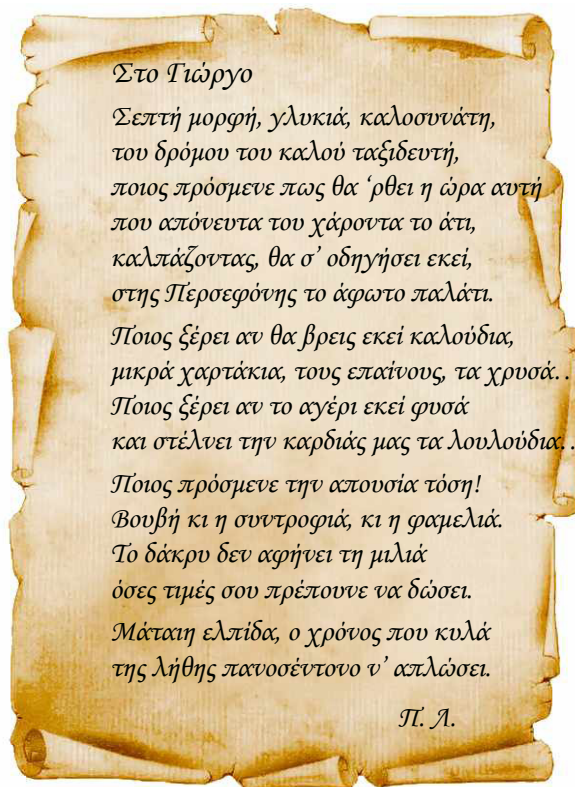 Στο Γιώργο
Σεπτή μορφή, γλυκιά, καλοσυνάτη,
του δρόμου του καλού ταξιδευτή,
ποιος πρόσμενε πως θα ‘ρθει η ώρα αυτή
που απόνευτα του χάροντα το άτι,
καλπάζοντας, θα σ’ οδηγήσει εκεί,
στης Περσεφόνης το άφωτο παλάτι.
Ποιος ξέρει αν θα βρεις εκεί καλούδια,
μικρά χαρτάκια, τους επαίνους, τα χρυσά. .
Ποιος ξέρει αν το αγέρι εκεί φυσά
και στέλνει την καρδιάς μας τα λουλούδια. .
Ποιος πρόσμενε την απουσία τόση!
Βουβή κι η συντροφιά, κι η φαμελιά.
Το δάκρυ δεν αφήνει τη μιλιά
όσες τιμές σου πρέπουνε να δώσει.
Μάταιη ελπίδα, ο χρόνος που κυλά
της λήθης πανοσέντονο ν’ απλώσει.
Π. Λ.